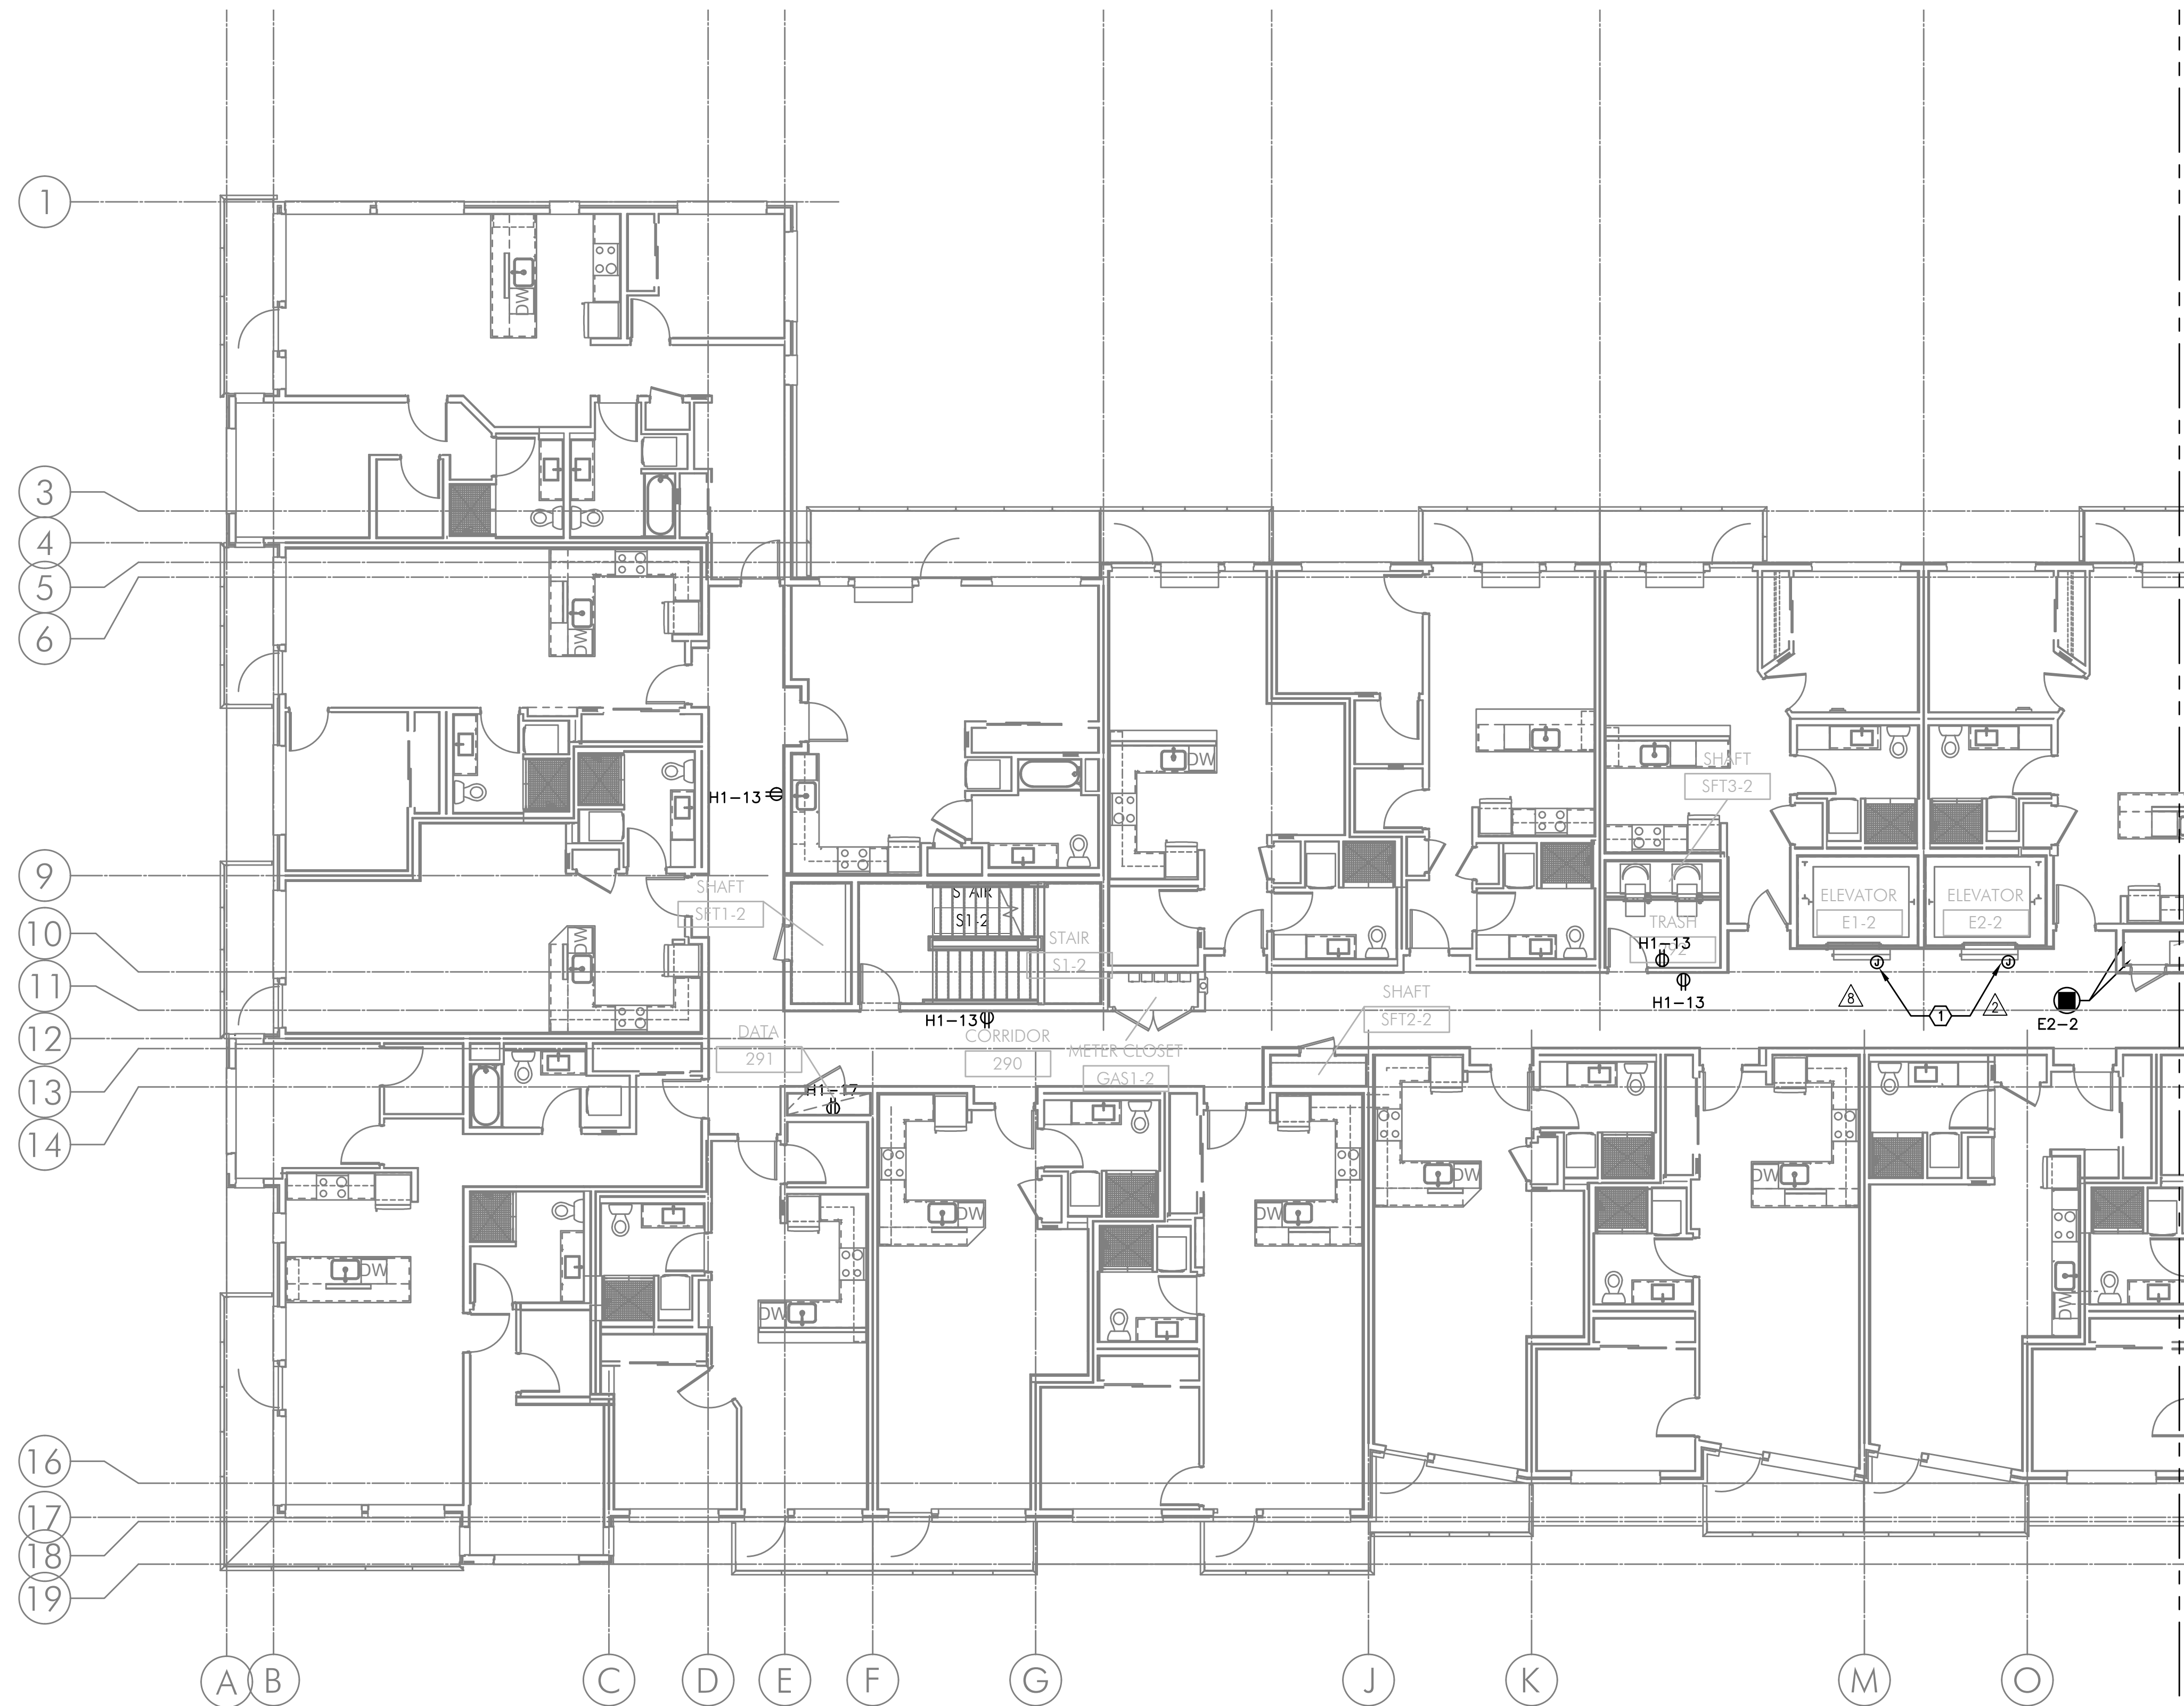 1
3
4
5
6
9
10
11
12
13
14
16
17
18
19
DW
DW
DW
DW
DW
H1-13
SHAFT
SFT3-2
SHAFT
SFT1-2
STAIR
S1-2
STAIR
S1-2
ELEVATOR
E1-2
ELEVATOR
E2-2
TRASH
H1-13
H1-13
J
J
8
1
2
E2-2
H1-13
SHAFT
SFT2-2
DATA
291
CORRIDOR
290
METER CLOSET
GAS1-2
H1-17
DW
DW
DW
DW
DW
DW
DW
A
B
C
D
E
F
G
J
K
M
O